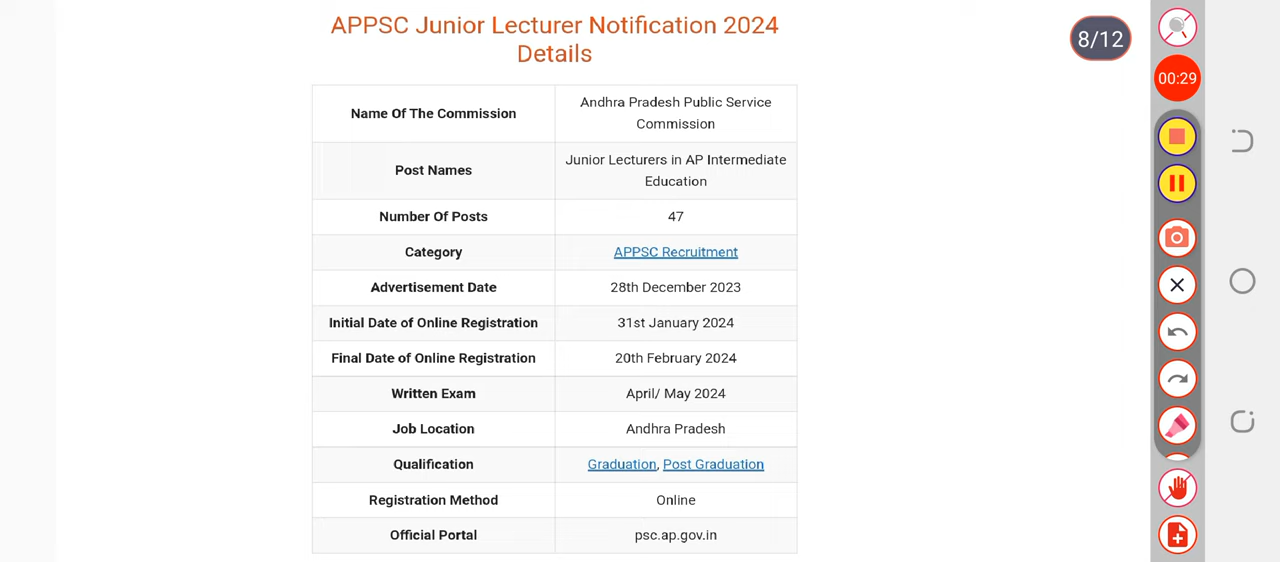 APPSC Junior Lecturer Notification 2024
Details
8/12
00:29
Name Of The Commission
Andhra Pradesh Public Service
Commission
Post Names
Junior Lecturers in AP Intermediate
Education
Number Of Posts
47
Category
APPSC Recruitment
Advertisement Date
28th December 2023
Initial Date of Online Registration
31st January 2024
Final Date of Online Registration
20th February 2024
Written Exam
April/ May 2024
Job Location
Andhra Pradesh
Qualification
Graduation, Post Graduation
Registration Method
Online
Official Portal
psc.ap.gov.in